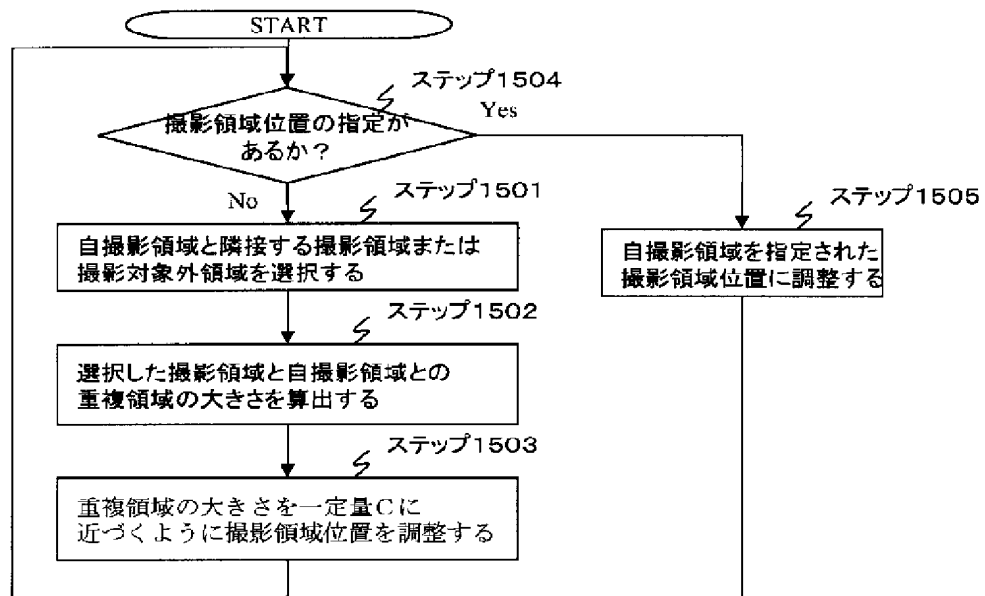 START
ステップ1504
撮影領域位置の指定が
あるか？
Yes
No
ステップ1501
自撮影領域と隣接する撮影領域または
撮影対象外領域を選択する
ステップ1505
自撮影領域を指定された
撮影領域位置に調整する
ステップ1502
選択した撮影領域と自撮影領域との
重複領域の大きさを算出する
ステップ1503
重複領域の大きさを一定量Cに
近づくように撮影領域位置を調整する